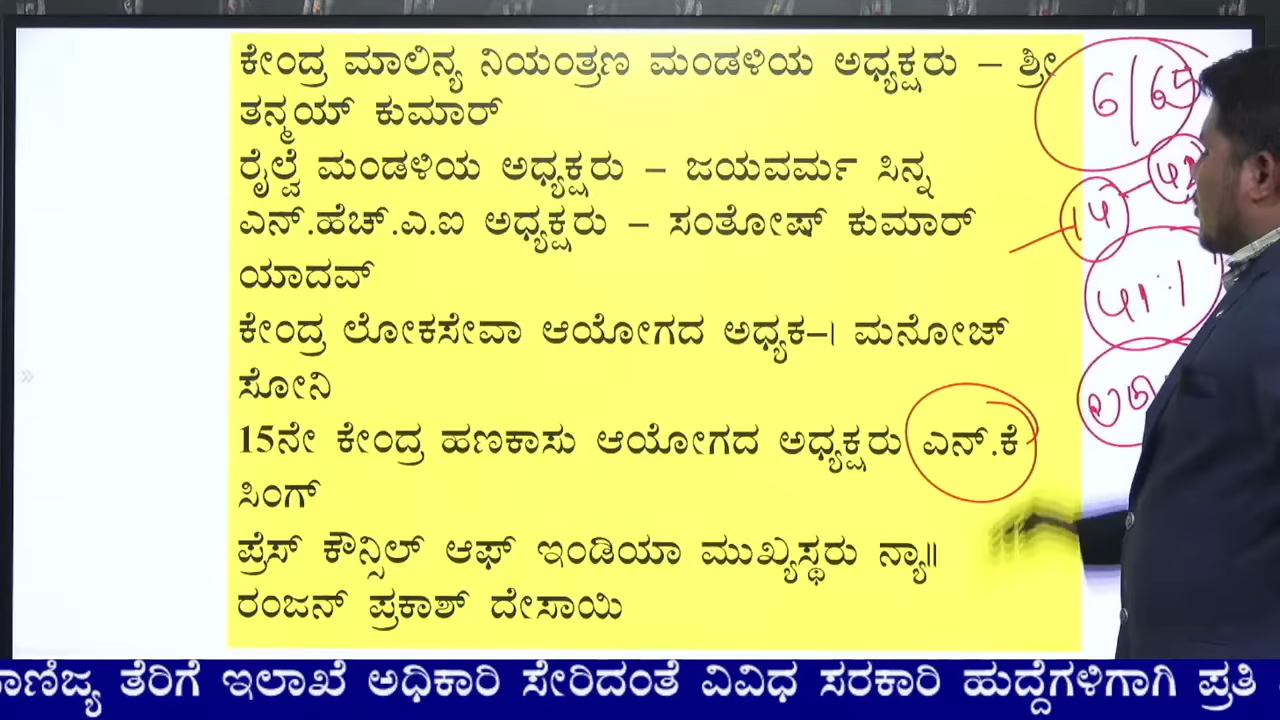 ಕೇಂದ್ರ ಮಾಲಿನ್ಯ ನಿಯಂತ್ರಣ ಮಂಡಳಿಯ ಅಧ್ಯಕ್ಷರು – ಶ್ರೀ
ತನ್ಮಯ್ ಕುಮಾರ್
ರೈಲ್ವೆ ಮಂಡಳಿಯ ಅಧ್ಯಕ್ಷರು – ಜಯವರ್ಮ ಸಿನ್ನ
ಎನ್.ಹೆಚ್.ಎ.ಐ ಅಧ್ಯಕ್ಷರು – ಸಂತೋಷ್ ಕುಮಾರ್
ಯಾದವ್
ಕೇಂದ್ರ ಲೋಕಸೇವಾ ಆಯೋಗದ ಅಧ್ಯಕ–। ಮನೋಜ್
ಸೋನಿ
15ನೇ ಕೇಂದ್ರ ಹಣಕಾಸು ಆಯೋಗದ ಅಧ್ಯಕ್ಷರು ಎನ್.ಕೆ
ಸಿಂಗ್
ಪ್ರೆಸ್ ಕೌನ್ಸಿಲ್ ಆಫ್ ಇಂಡಿಯಾ ಮುಖ್ಯಸ್ಥರು ನ್ಯಾ॥
ರಂಜನ್ ಪ್ರಕಾಶ್ ದೇಸಾಯಿ
6/65
ತೆರಿಗೆ ಇಲಾಖೆ ಅಧಿಕಾರಿ ಸೇರಿದಂತೆ ವಿವಿಧ ಸರಕಾರಿ ಹುದ್ದೆಗಳಿಗಾಗಿ ಪ್ರತಿ